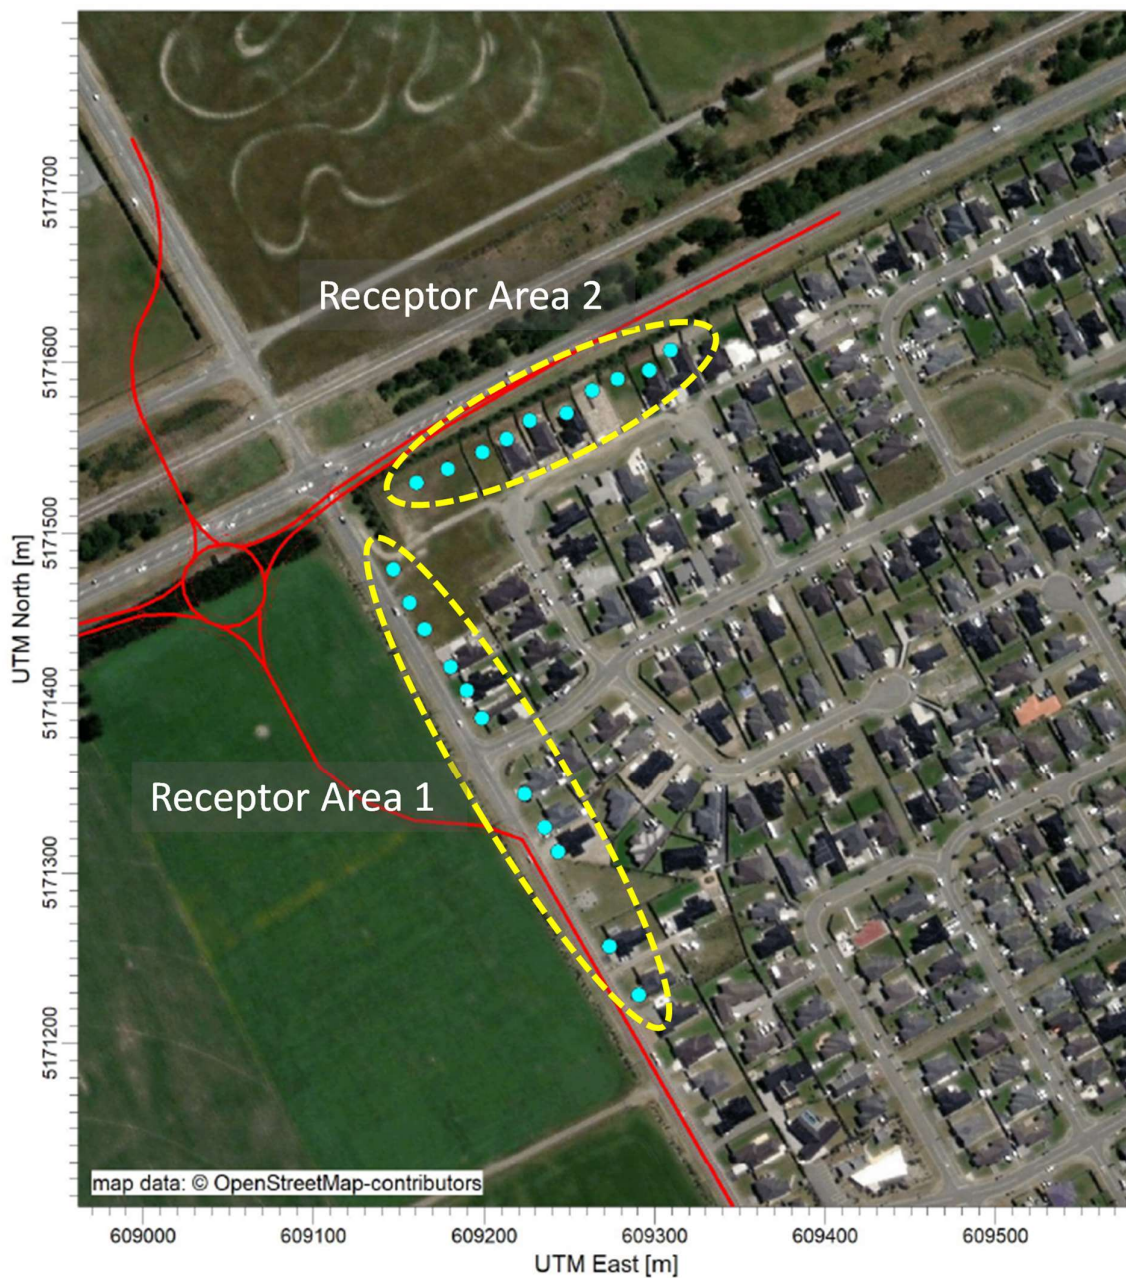 5171700
Receptor Area 2
5171600
5171500
UTM North [m]
5171400
Receptor Area 1
5171300
5171200
map data: © OpenStreetMap-contributors
609000 609100 609200 609300 609400 609500
UTM East [m]